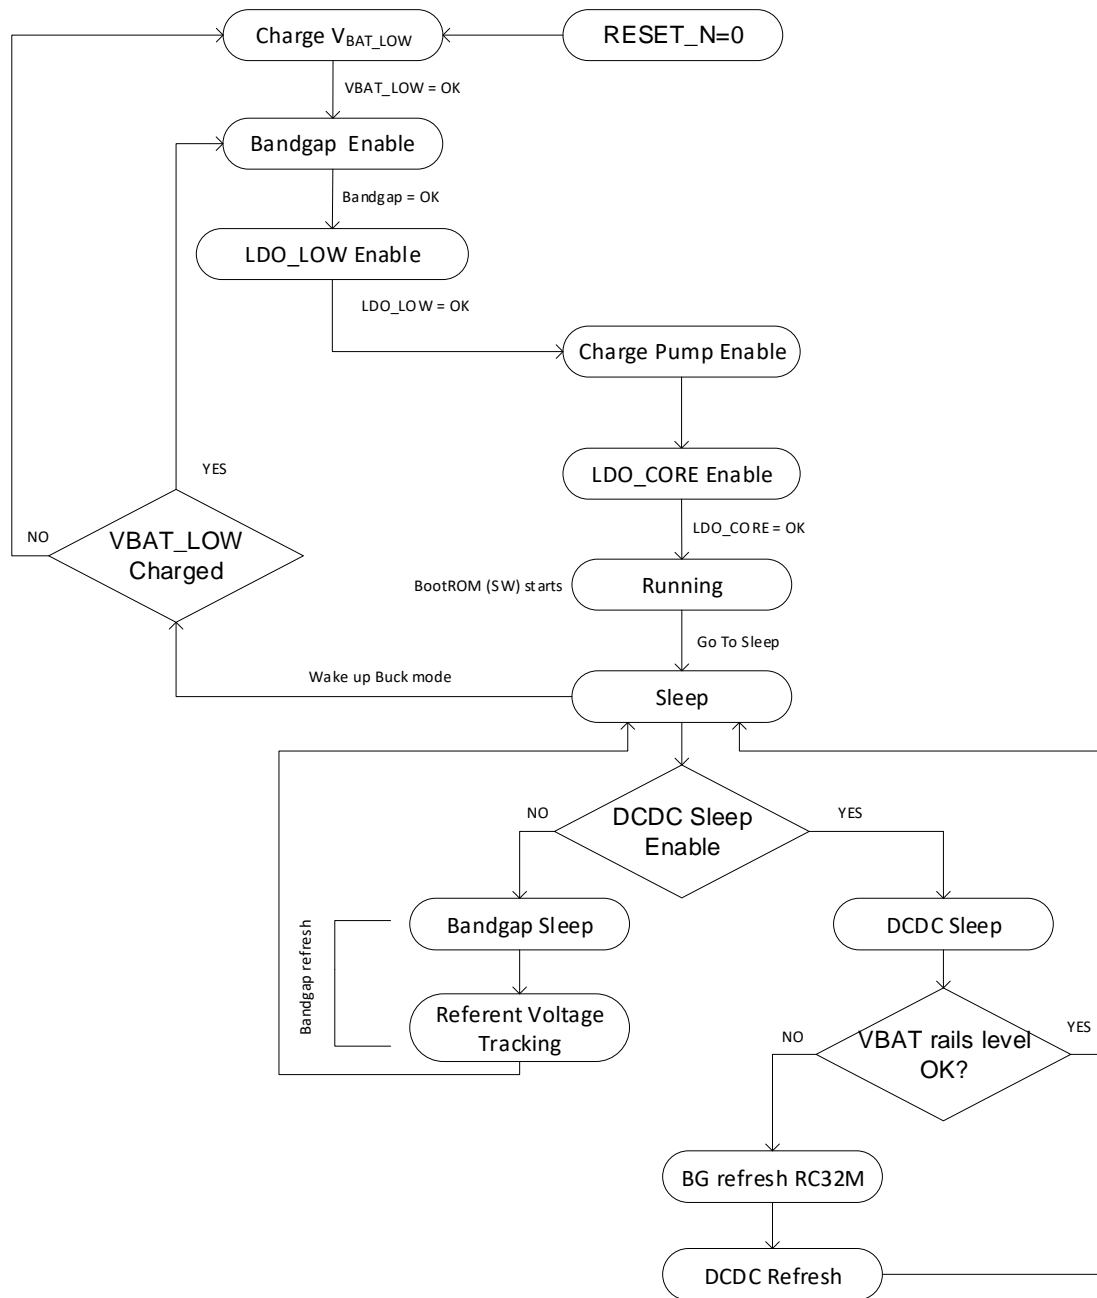 Charge VBAT_LOW
RESET_N=0
VBAT_LOW = OK
Bandgap Enable
Bandgap = OK
LDO_LOW Enable
LDO_LOW = OK
Charge Pump Enable
YES
LDO_CORE Enable
NO
VBAT_LOW
Charged
LDO_CORE = OK
BootROM (SW) starts
Running
Go To Sleep
Wake up Buck mode
Sleep
NO
DCDC Sleep
Enable
YES
Bandgap refresh
Bandgap Sleep
DCDC Sleep
Referent Voltage
Tracking
NO
VBAT rails level
OK?
YES
BG refresh RC32M
DCDC Refresh